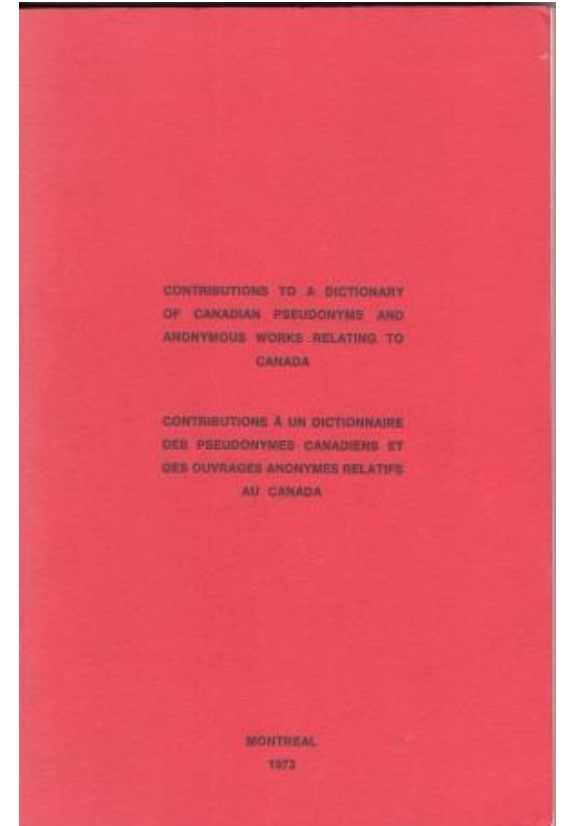 CONTRIBUTIONS TO A DICTIONARY
OF CANADIAN PSEUDONYMS AND
ANONYMOUS WORKS RELATING TO
CANADA
CONTRIBUTIONS À UN DICTIONNAIRE
DES PSEUDONYMES CANADIENS ET
DES OUVRAGES ANONYMES RELATIFS
AU CANADA
MONTREAL
1973